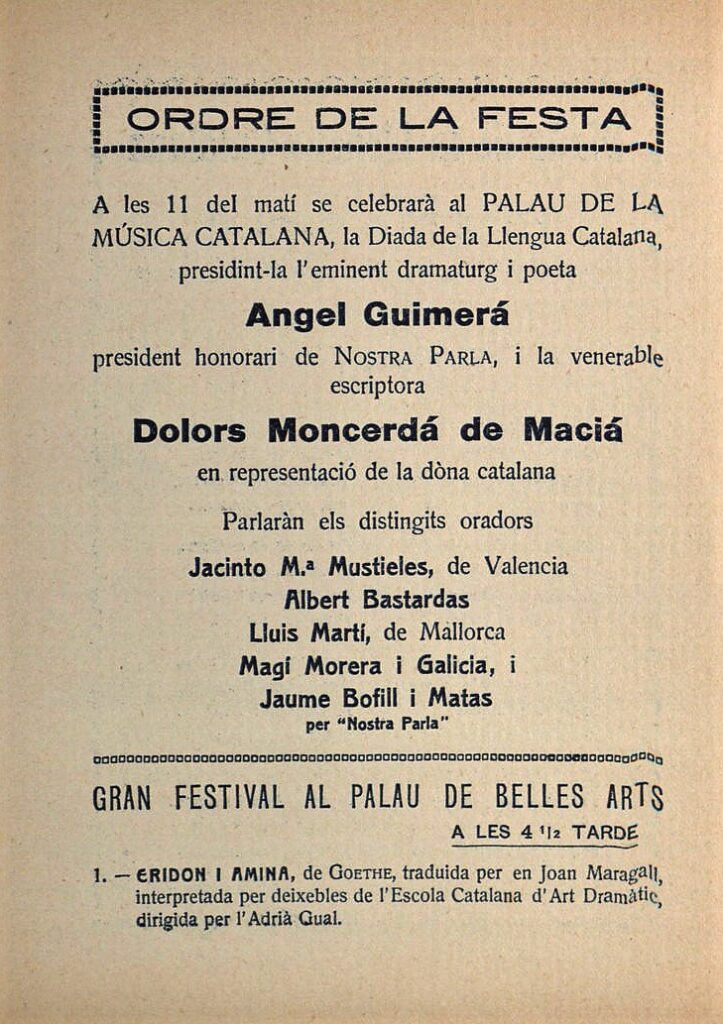 ORDRE DE LA FESTA
A les 11 del matí se celebrarà al PALAU DE LA
MÚSICA CATALANA, la Diada de la Llengua Catalana,
presidint-la l'eminent dramaturg i poeta
Angel Guimerá
president honorari de NOSTRA PARLA, i la venerable
escriptora
Dolors Moncerdá de Maciá
en representació de la dòna catalana
Parlaràn els distingits oradors
Jacinto M.ª Mustieles, de Valencia
Albert Bastardas
Lluis Martí, de Mallorca
Magí Morera i Galicia, i
Jaume Bofill i Matas
per "Nostra Parla"
GRAN FESTIVAL AL PALAU DE BELLES ARTS
A LES 4 1/2 TARDE
1. — ERIDON I AMINA, de GOETHE, traduida per en Joan Maragall,
interpretada per deixebles de l'Escola Catalana d'Art Dramàtic,
dirigida per l'Adrià Gual.